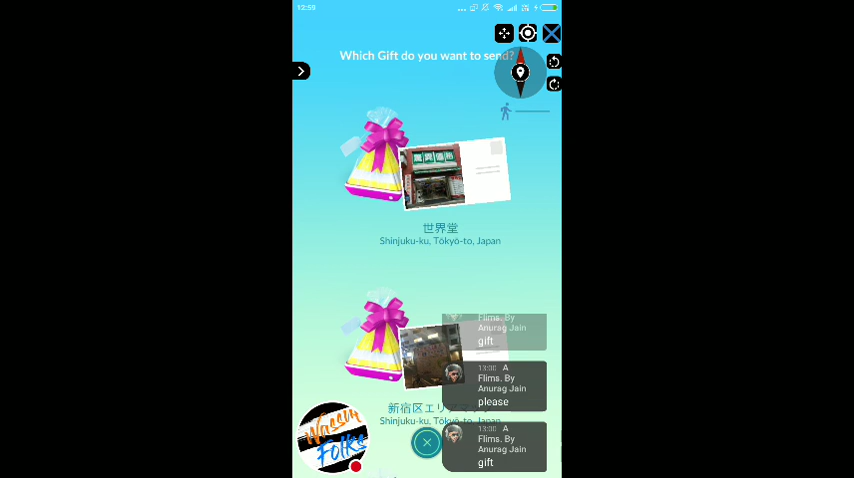 12:59
Which Gift do you want to send?
世界堂
Shinjuku-ku, Tōkyō-to, Japan
Flims. By
Anurag Jain
gift
13:00 A
Flims. By
Anurag Jain
please
新宿区エリア
Shinjuku-ku, Tōkyō-to, Japan
13:00 A
Flims. By
Anurag Jain
gift
Wassup
Folks